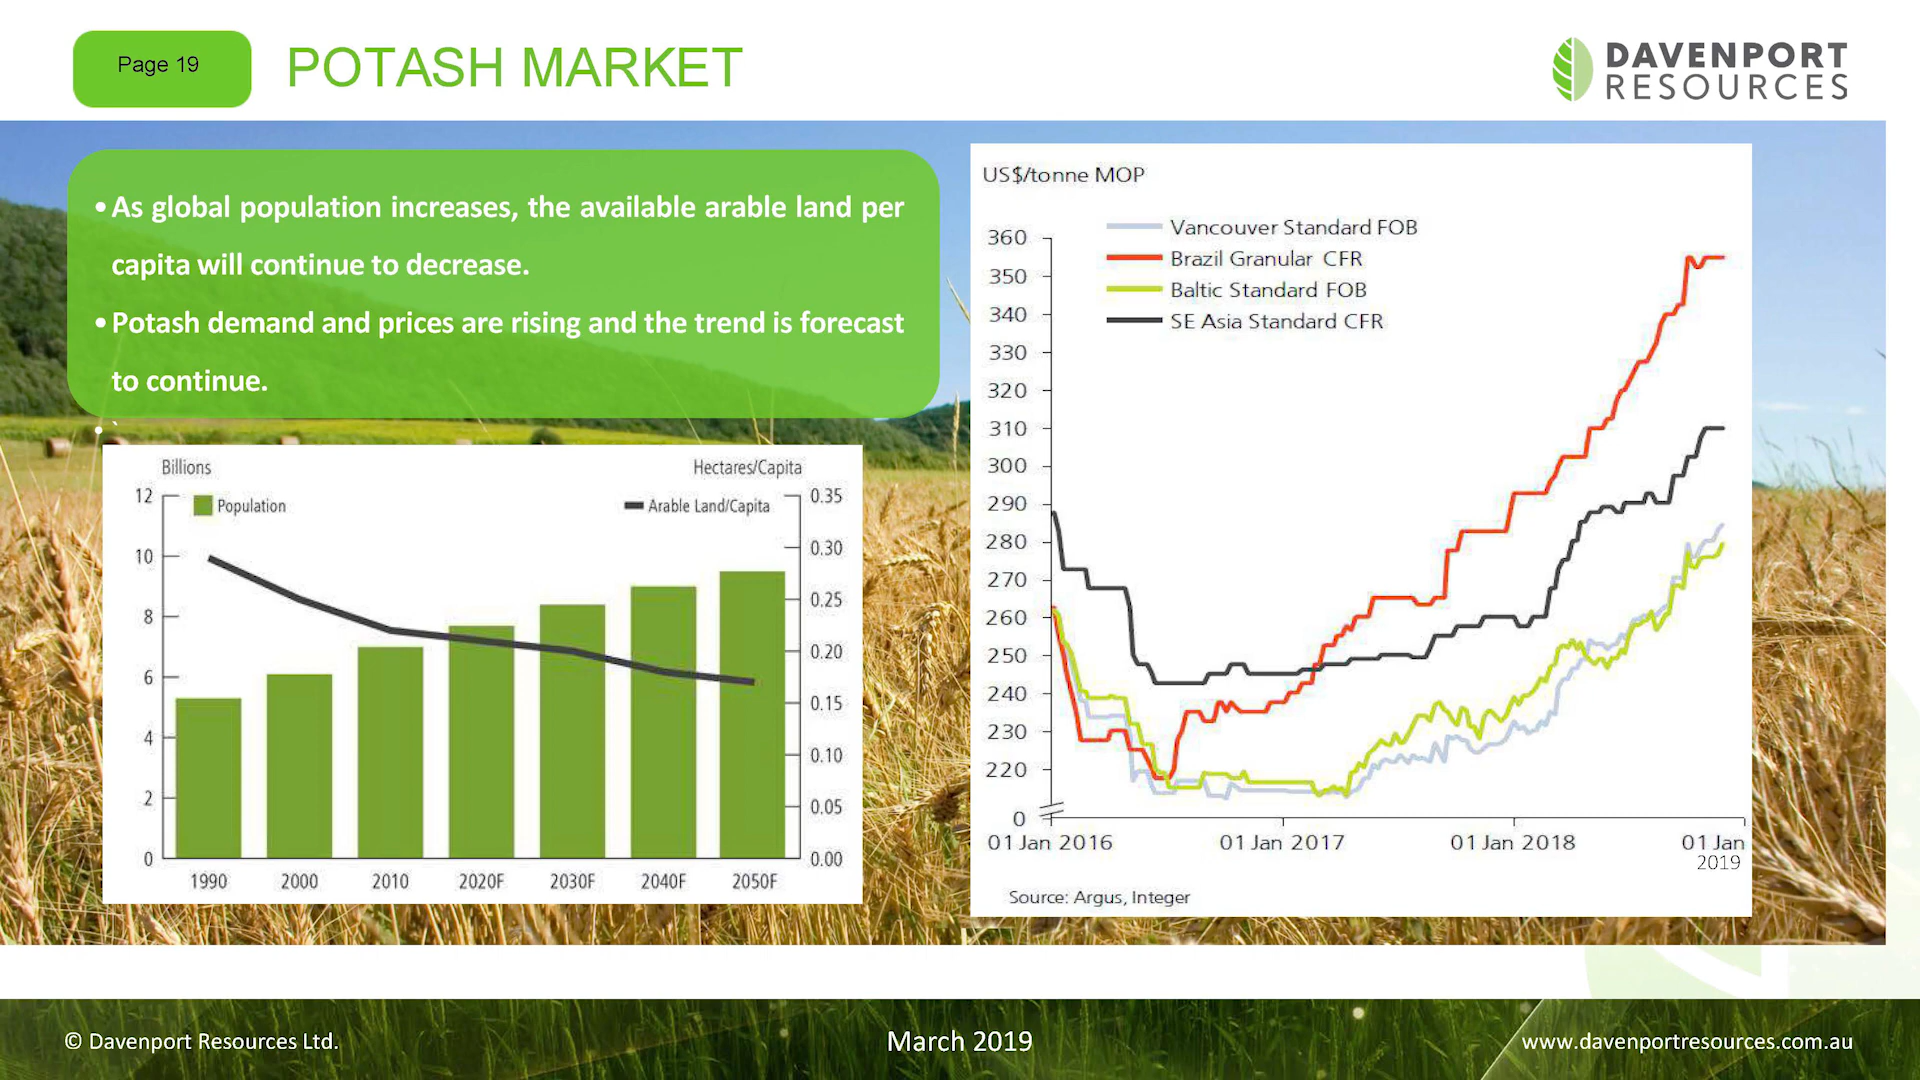 Page 19
POTASH MARKET
DAVENPORT
RESOURCES
• As global population increases, the available arable land per
capita will continue to decrease.
• Potash demand and prices are rising and the trend is forecast
to continue.
• `
Billions
Hectares/Capita
Population
Arable Land/Capita
12
10
8
6
4
2
0
0.35
0.30
0.25
0.20
0.15
0.10
0.05
0.00
1990 2000 2010 2020F 2030F 2040F 2050F
US$/tonne MOP
Vancouver Standard FOB
Brazil Granular CFR
Baltic Standard FOB
SE Asia Standard CFR
360
350
340
330
320
310
300
290
280
270
260
250
240
230
220
0
01 Jan 2016 01 Jan 2017 01 Jan 2018 01 Jan
2019
Source: Argus, Integer
© Davenport Resources Ltd.
March 2019
www.davenportresources.com.au